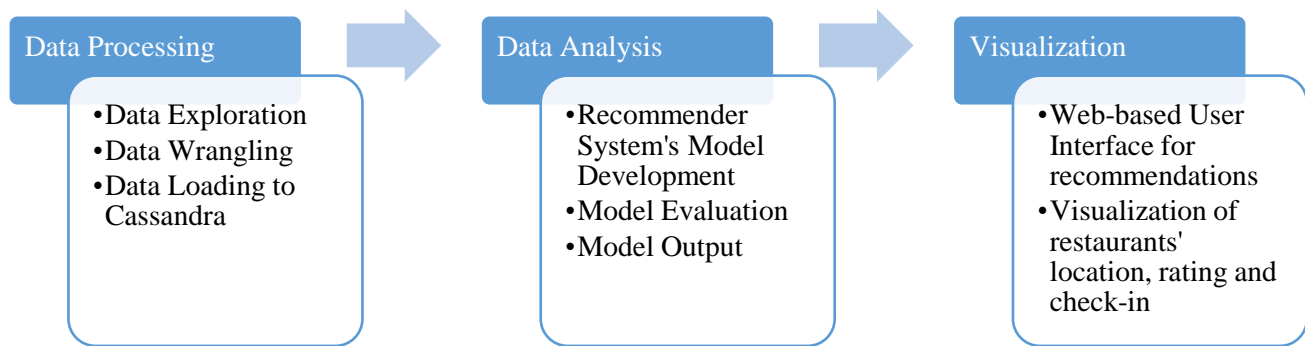 Data Processing
•Data Exploration
•Data Wrangling
•Data Loading to
Cassandra
Data Analysis
•Recommender
System's Model
Development
•Model Evaluation
•Model Output
Visualization
•Web-based User
Interface for
recommendations
•Visualization of
restaurants'
location, rating and
check-in